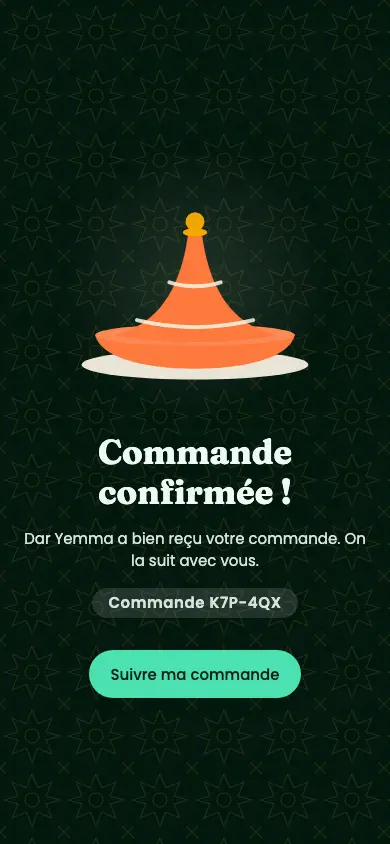 Commande
confirmée !
Dar Yemma a bien reçu votre commande. On
la suit avec vous.
Commande K7P-4QX
Suivre ma commande